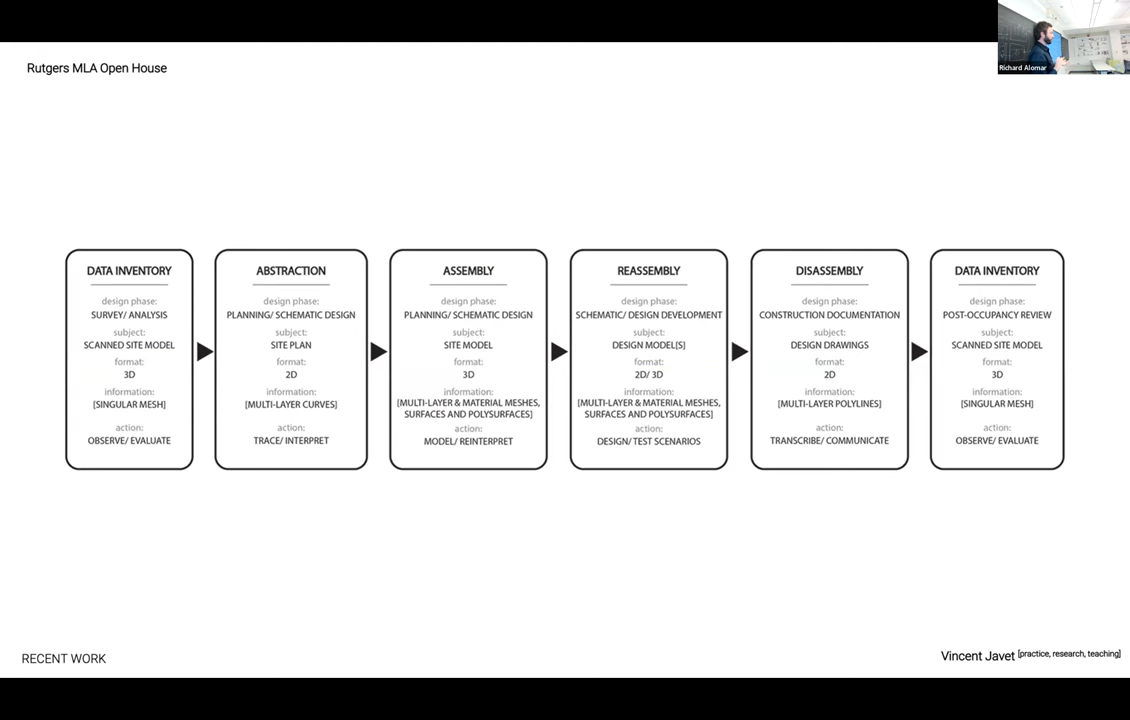 Richard Alomar
Rutgers MLA Open House
DATA INVENTORY
design phase:
SURVEY/ ANALYSIS
subject:
SCANNED SITE MODEL
format:
3D
information:
[SINGULAR MESH]
action:
OBSERVE/ EVALUATE
ABSTRACTION
design phase:
PLANNING/ SCHEMATIC DESIGN
subject:
SITE PLAN
format:
2D
information:
[MULTI-LAYER CURVES]
action:
TRACE/ INTERPRET
ASSEMBLY
design phase:
PLANNING/ SCHEMATIC DESIGN
subject:
SITE MODEL
format:
3D
information:
[MULTI-LAYER & MATERIAL MESHES,
SURFACES AND POLYSURFACES]
action:
MODEL/ REINTERPRET
REASSEMBLY
design phase:
SCHEMATIC/ DESIGN DEVELOPMENT
subject:
DESIGN MODEL[S]
format:
2D/ 3D
information:
[MULTI-LAYER & MATERIAL MESHES,
SURFACES AND POLYSURFACES]
action:
DESIGN/ TEST SCENARIOS
DISASSEMBLY
design phase:
CONSTRUCTION DOCUMENTATION
subject:
DESIGN DRAWINGS
format:
2D
information:
[MULTI-LAYER POLYLINES]
action:
TRANSCRIBE/ COMMUNICATE
DATA INVENTORY
design phase:
POST-OCCUPANCY REVIEW
subject:
SCANNED SITE MODEL
format:
3D
information:
[SINGULAR MESH]
action:
OBSERVE/ EVALUATE
RECENT WORK
Vincent Javet [practice, research, teaching]